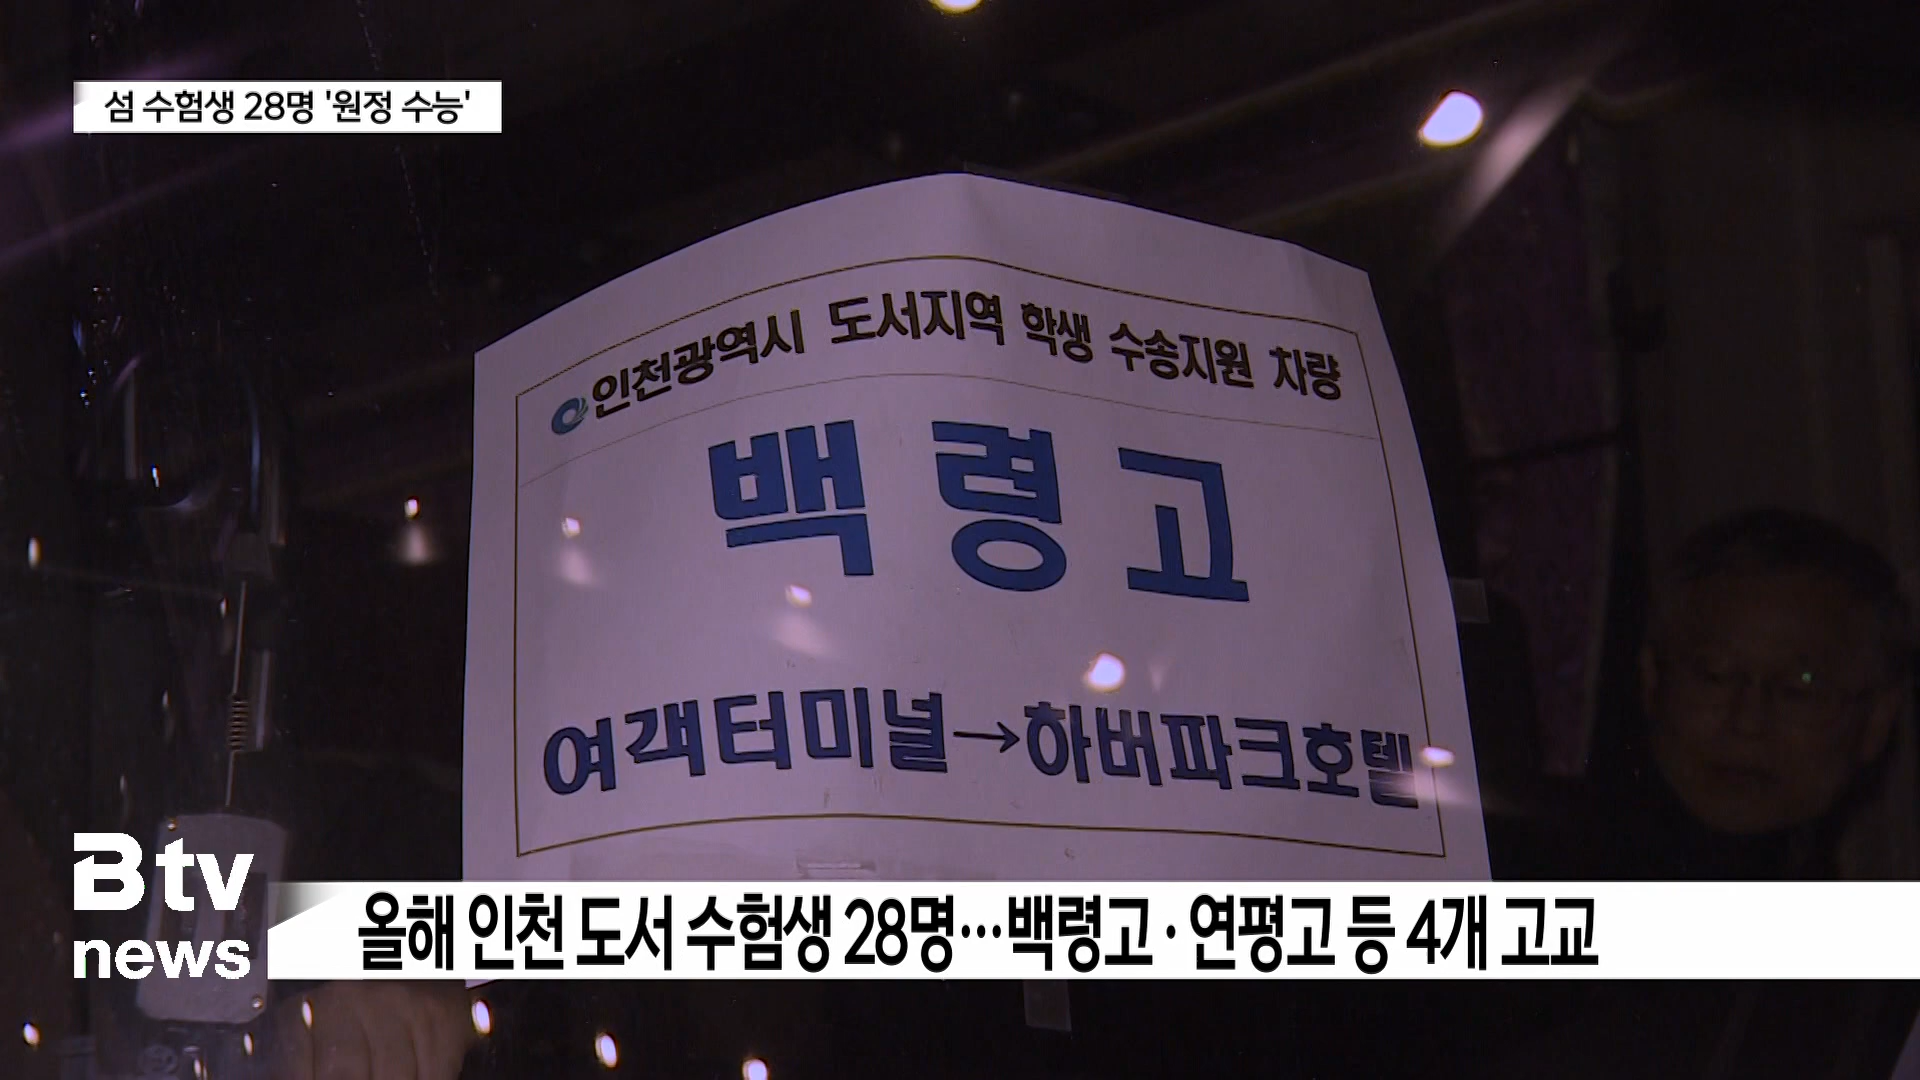 섬 수험생 28명 '원정 수능'
인천광역시 도서지역 학생 수송지원 차량
백령고
여객터미널→하버파크호텔
B tv
news
올해 인천 도서 수험생 28명…백령고·연평고 등 4개 고교